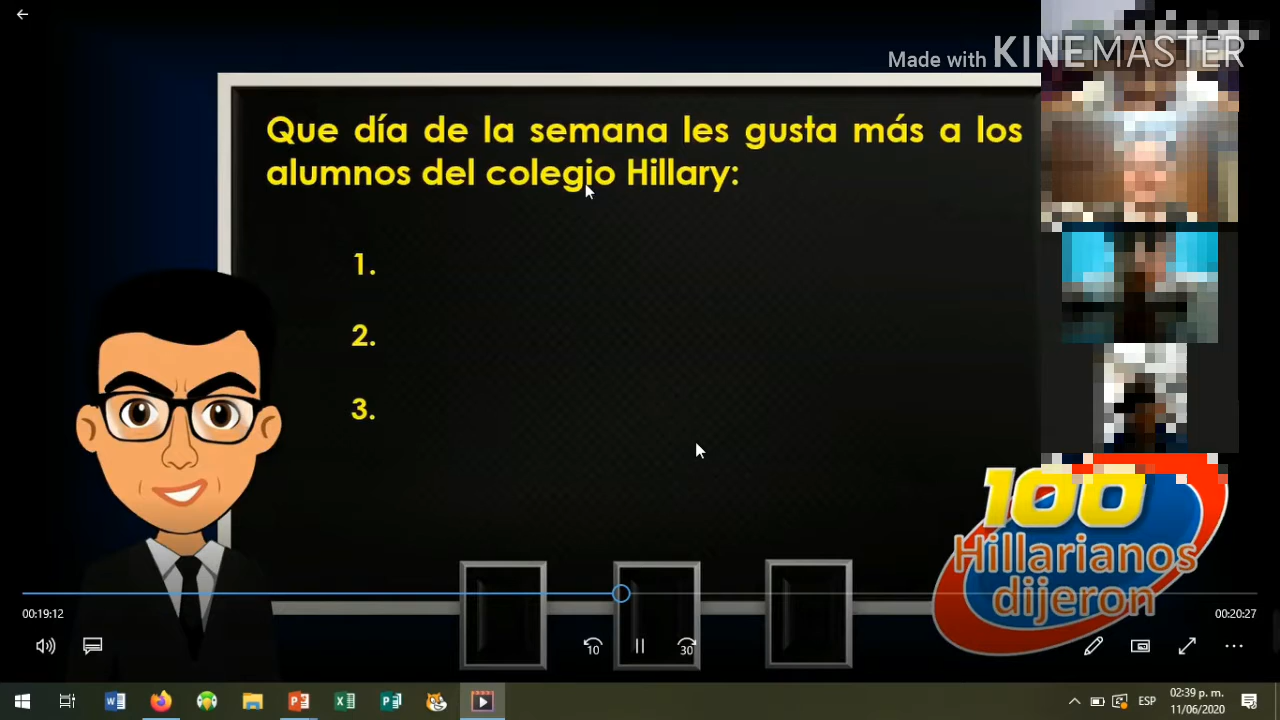 Made with KINEMASTER
Que día de la semana les gusta más a los
alumnos del colegio Hillary:
1.
2.
3.
100
Hillarianos
dijeron
00:19:12
00:20:27
10
30
ESP
02:39 p. m.
11/06/2020